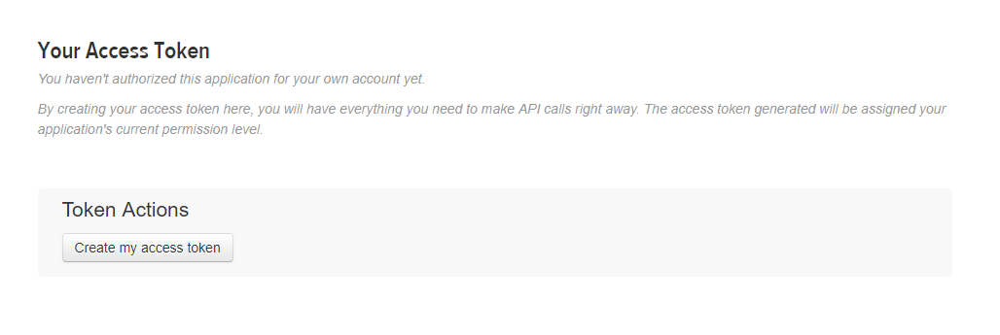 Your Access Token
You haven't authorized this application for your own account yet.
By creating your access token here, you will have everything you need to make API calls right away. The access token generated will be assigned your
application's current permission level.
Token Actions
Create my access token